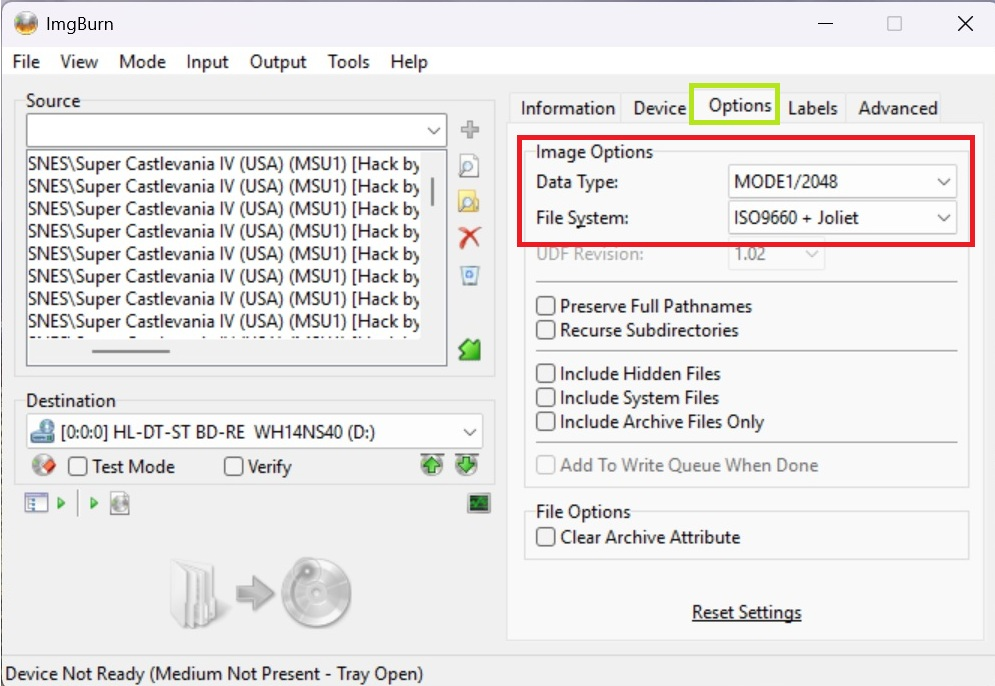 ImgBurn
File View Mode Input Output Tools Help
Source
SNES\Super Castlevania IV (USA) (MSU1) [Hack by
SNES\Super Castlevania IV (USA) (MSU1) [Hack by
SNES\Super Castlevania IV (USA) (MSU1) [Hack by
SNES\Super Castlevania IV (USA) (MSU1) [Hack by
SNES\Super Castlevania IV (USA) (MSU1) [Hack by
SNES\Super Castlevania IV (USA) (MSU1) [Hack by
SNES\Super Castlevania IV (USA) (MSU1) [Hack by
SNES\Super Castlevania IV (USA) (MSU1) [Hack by
Destination
[0:0:0] HL-DT-ST BD-RE WH14NS40 (D:)
Test Mode Verify
Information Device Options Labels Advanced
Image Options
Data Type: MODE1/2048
File System: ISO9660 + Joliet
UDF Revision: 1.02
Preserve Full Pathnames
Recurse Subdirectories
Include Hidden Files
Include System Files
Include Archive Files Only
Add To Write Queue When Done
File Options
Clear Archive Attribute
Reset Settings
Device Not Ready (Medium Not Present - Tray Open)